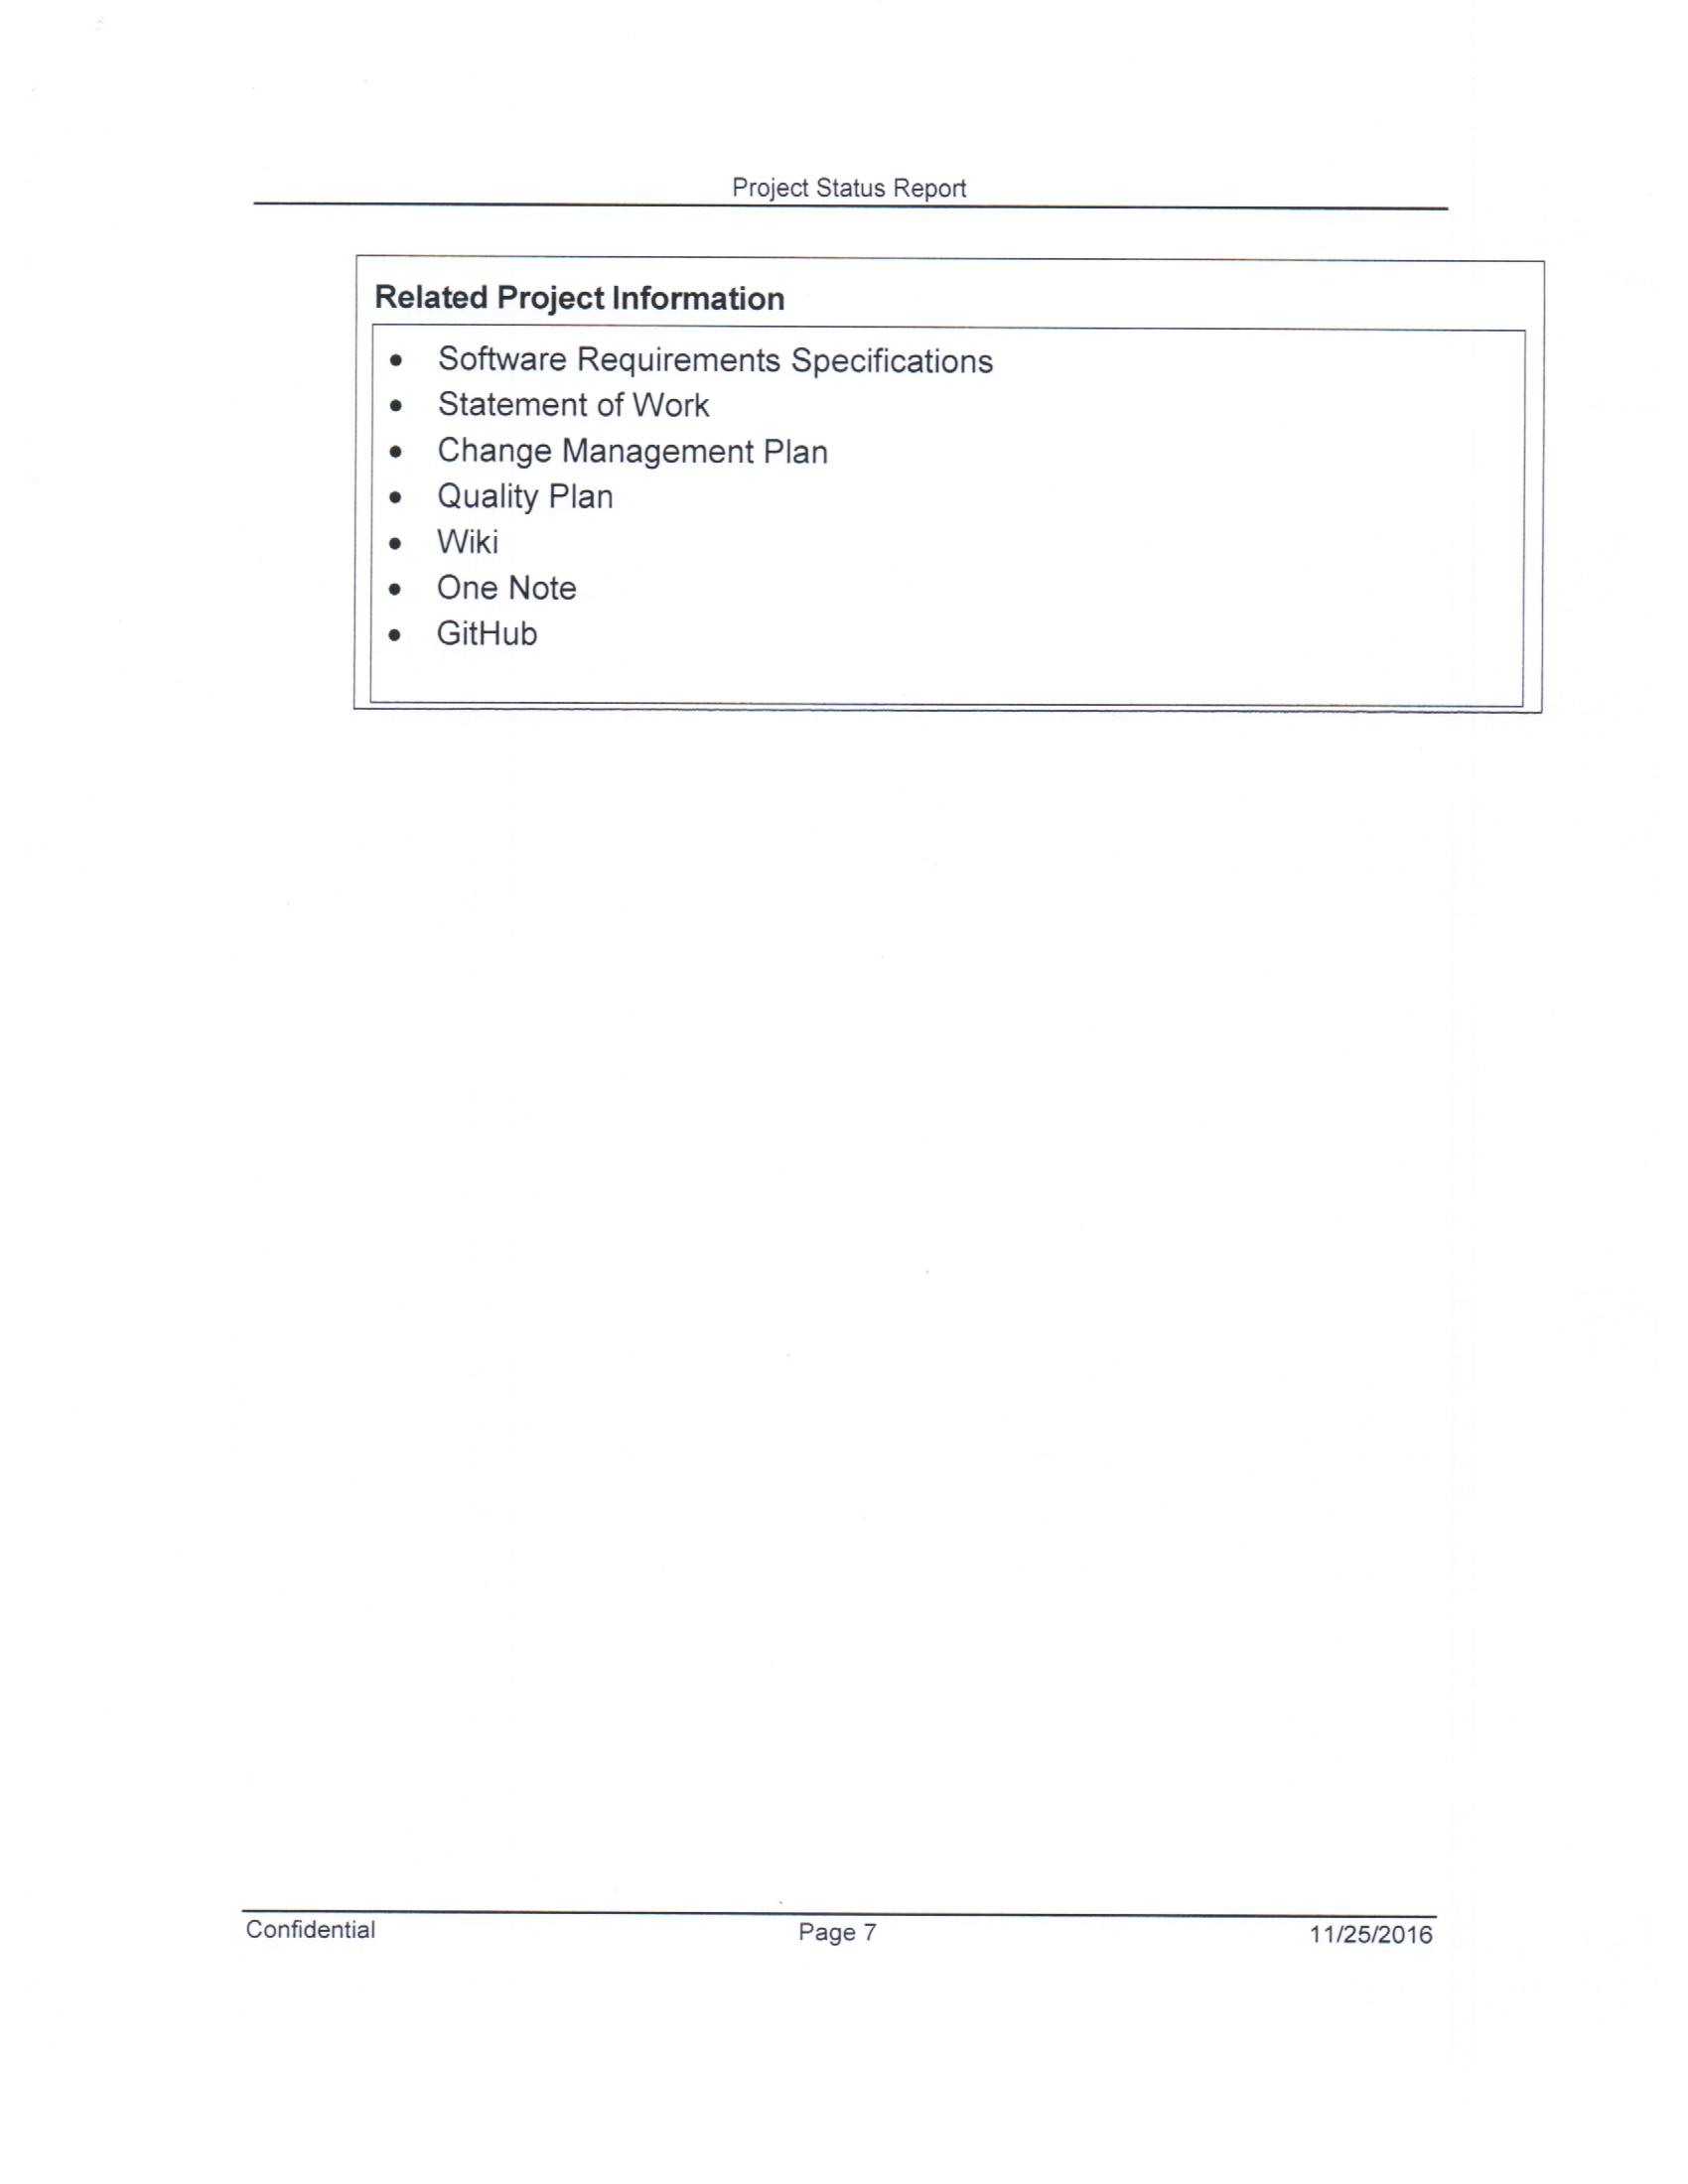 Project Status Report
Related Project Information
• Software Requirements Specifications
• Statement of Work
• Change Management Plan
• Quality Plan
• Wiki
• One Note
• GitHub
Confidential Page 7 11/25/2016